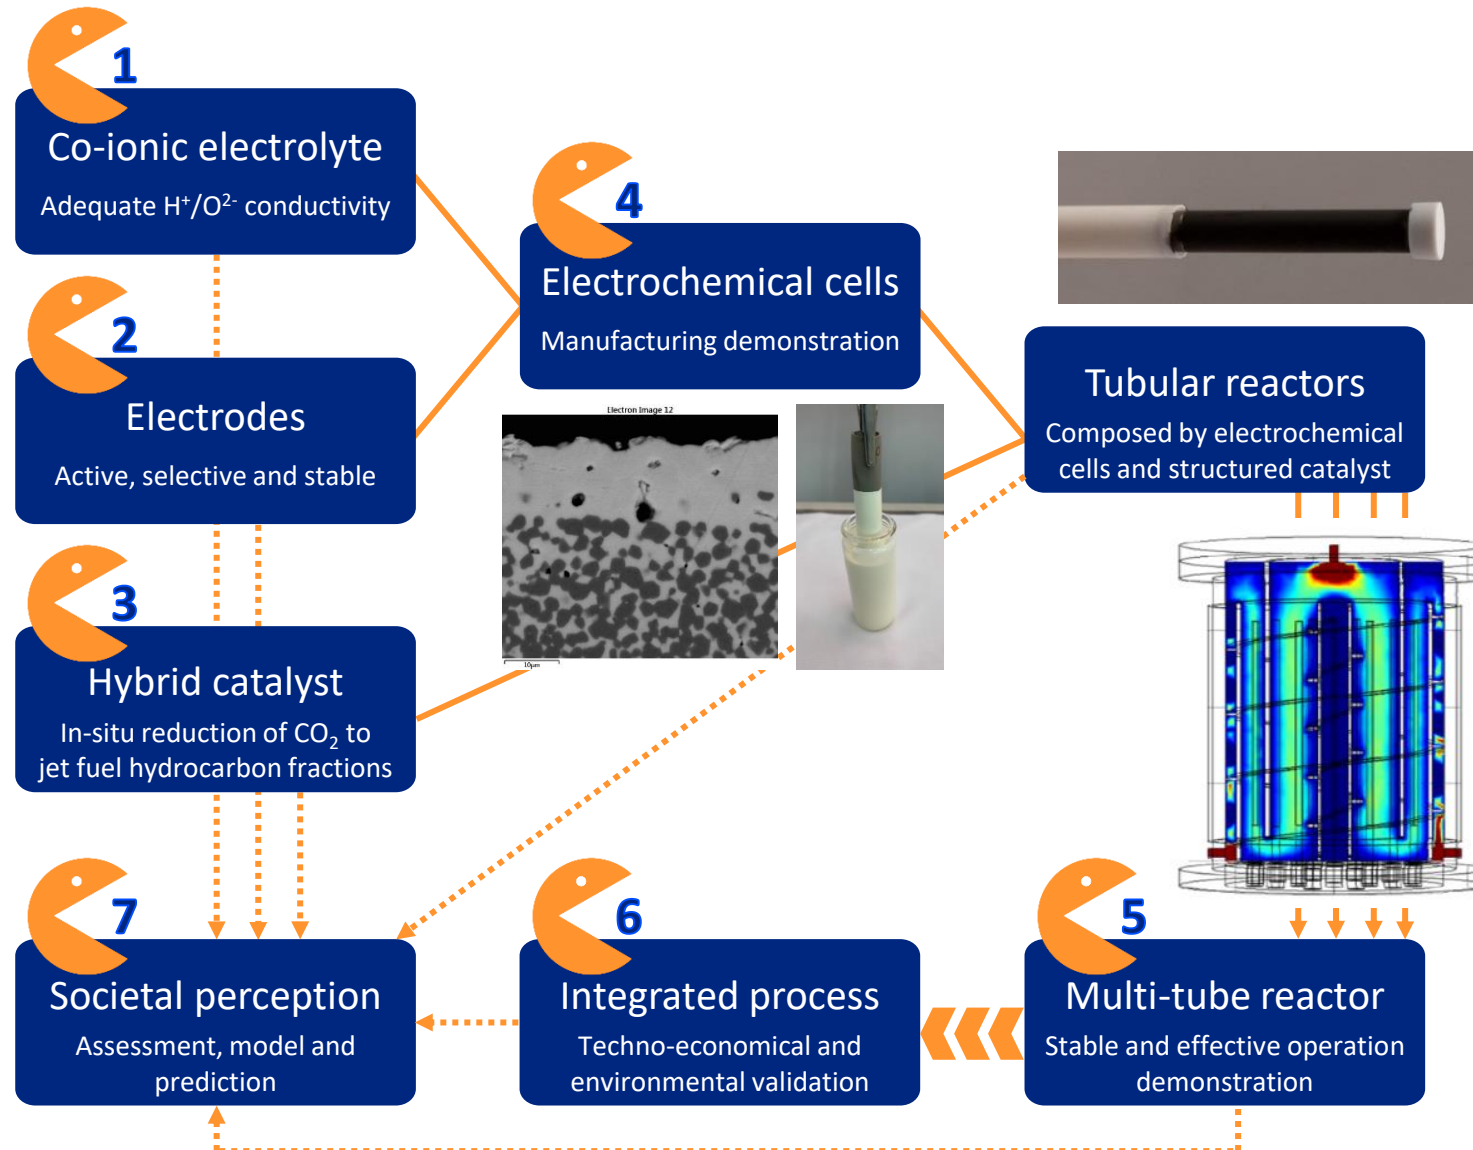 1
Co-ionic electrolyte
Adequate H⁺/O²⁻ conductivity
2
Electrodes
Active, selective and stable
3
Hybrid catalyst
In-situ reduction of CO₂ to
jet fuel hydrocarbon fractions
4
Electrochemical cells
Manufacturing demonstration
Electron Image 12
10µm
Tubular reactors
Composed by electrochemical
cells and structured catalyst
7
Societal perception
Assessment, model and
prediction
6
Integrated process
Techno-economical and
environmental validation
5
Multi-tube reactor
Stable and effective operation
demonstration